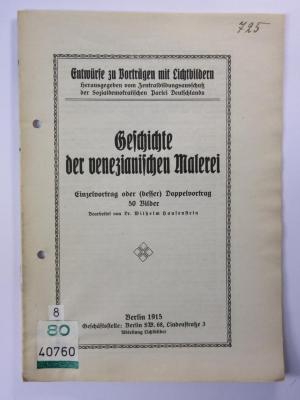 725
Entwürfe zu Vorträgen mit Lichtbildern
Herausgegeben vom Zentralbildungsausschuß
der Sozialdemokratischen Partei Deutschlands
Geschichte
der venezianischen Malerei
Einzelvortrag oder (besser) Doppelvortrag
50 Bilder
Bearbeitet von Dr. Wilhelm Hausenstein
Berlin 1915
Geschäftsstelle: Berlin SW. 68, Lindenstraße 3
Abteilung Lichtbilder
8
80
40760